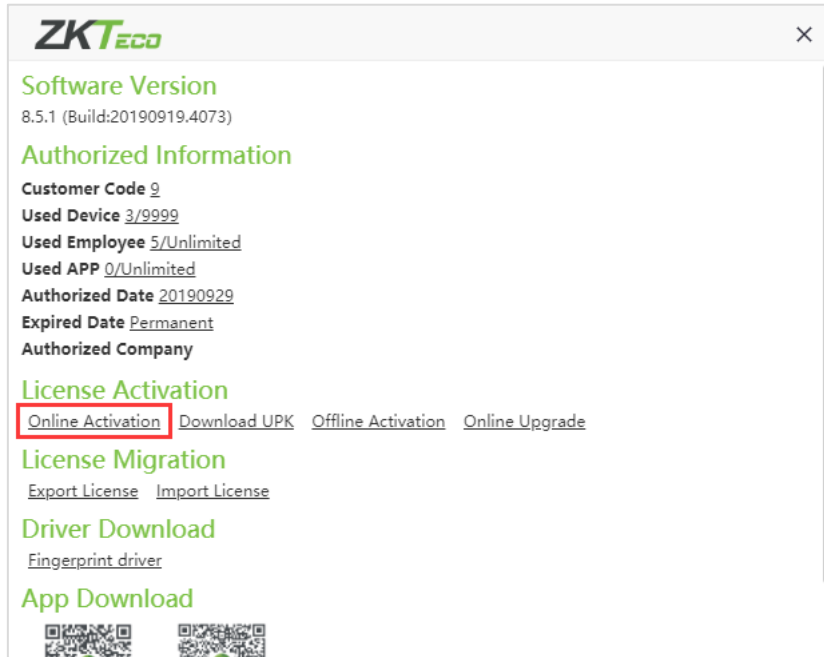 ZKTECO
Software Version
8.5.1 (Build:20190919.4073)
Authorized Information
Customer Code 9
Used Device 3/9999
Used Employee 5/Unlimited
Used APP 0/Unlimited
Authorized Date 20190929
Expired Date Permanent
Authorized Company
License Activation
Online Activation Download UPK Offline Activation Online Upgrade
License Migration
Export License Import License
Driver Download
Fingerprint driver
App Download